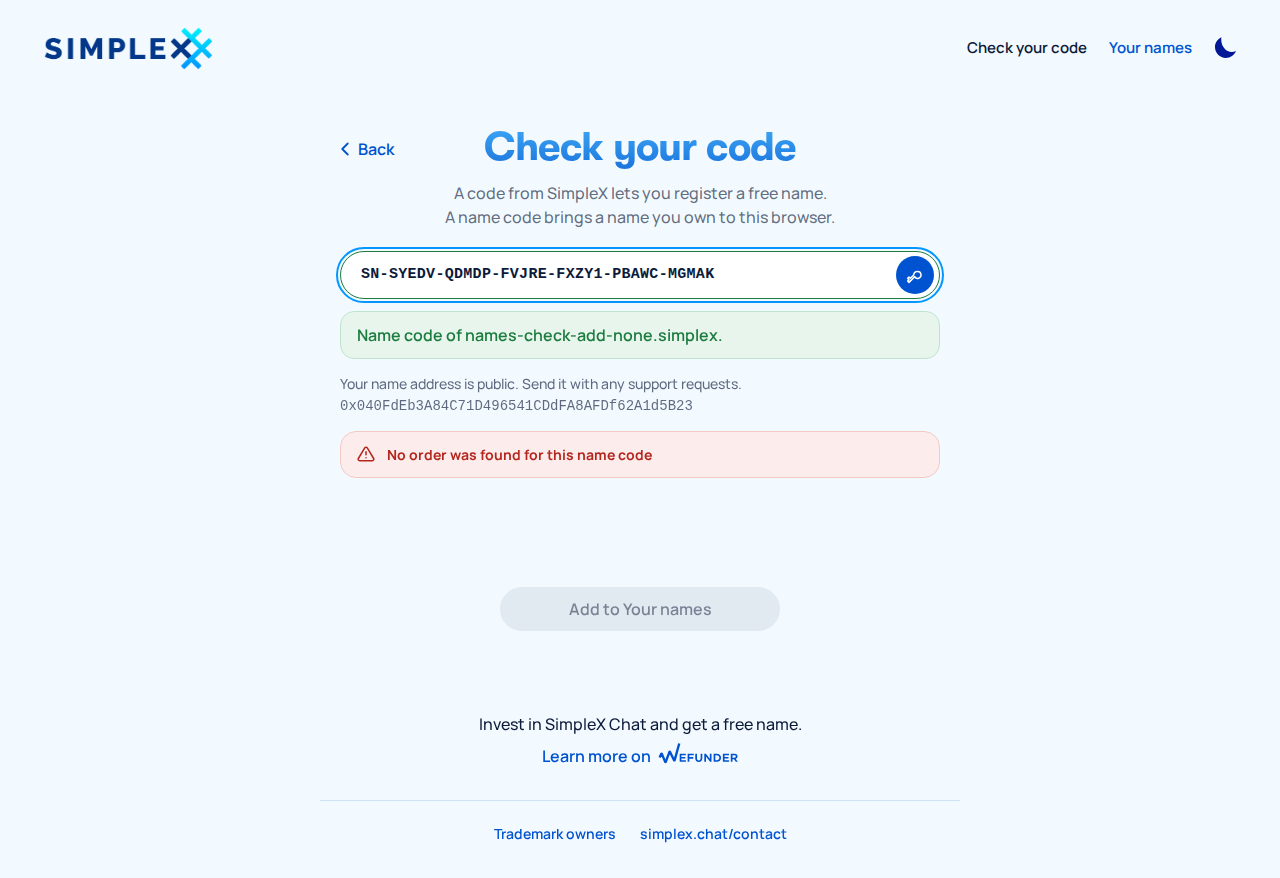 SIMPLEX
Check your code
Your names
Back
Check your code
A code from SimpleX lets you register a free name.
A name code brings a name you own to this browser.
SN-SYEDV-QDMDP-FVJRE-FXZY1-PBAWC-MGMAK
Name code of names-check-add-none.simplex.
Your name address is public. Send it with any support requests.
0x040FdEb3A84C71D496541CDdFA8AFDf62A1d5B23
No order was found for this name code
Add to Your names
Invest in SimpleX Chat and get a free name.
Learn more on WEFUNDER
Trademark owners
simplex.chat/contact